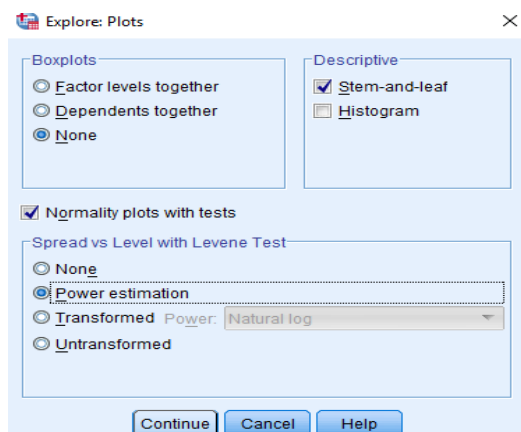 Explore: Plots
Boxplots
Factor levels together
Dependents together
None
Descriptive
Stem-and-leaf
Histogram
Normality plots with tests
Spread vs Level with Levene Test
None
Power estimation
Transformed Power: Natural log
Untransformed
Continue Cancel Help